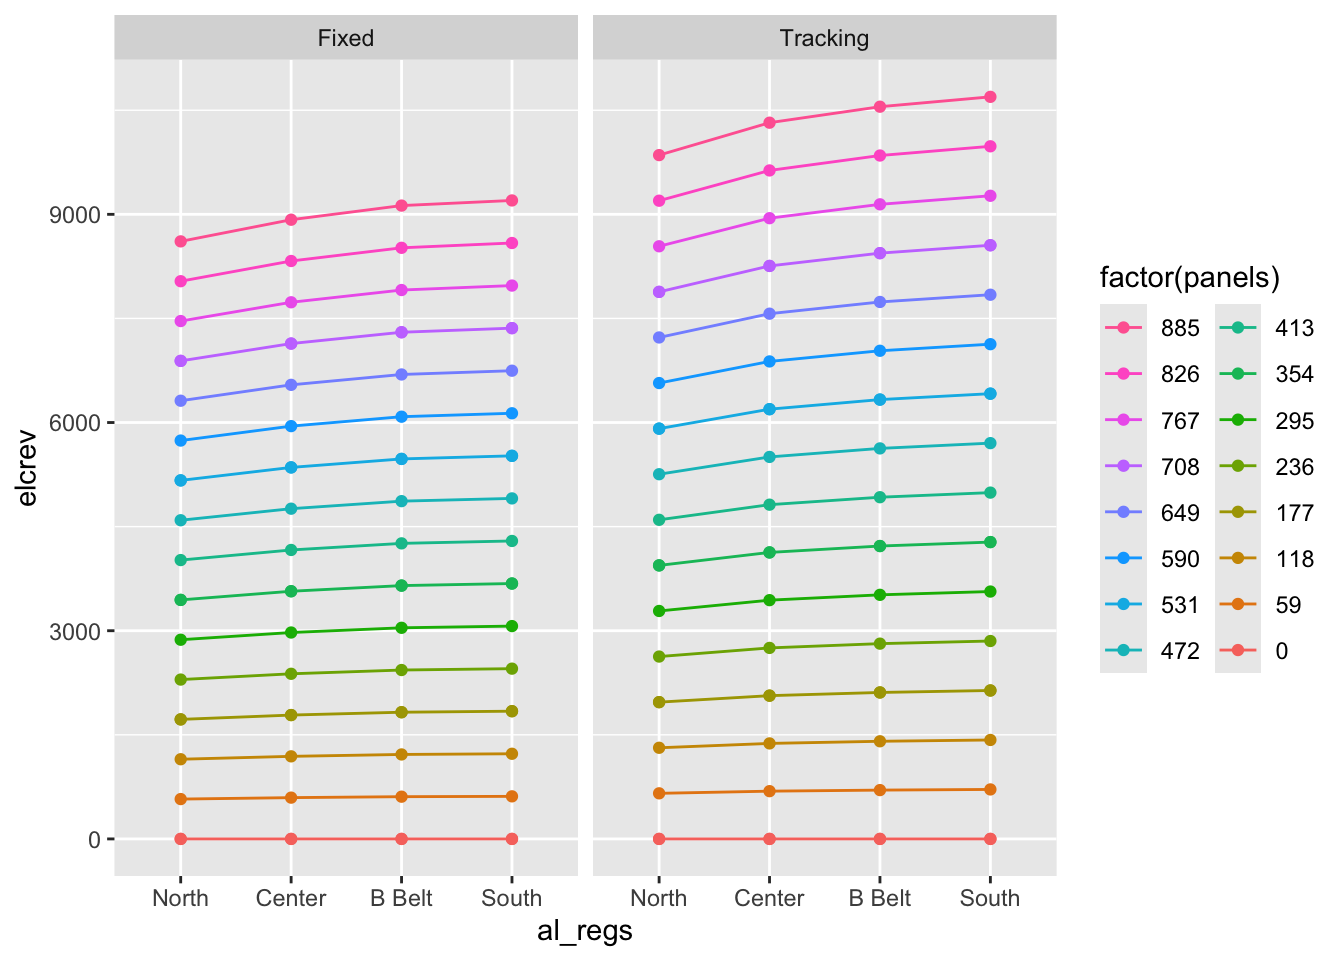 Fixed
Tracking
9000
6000
3000
0
elcrev
North Center B Belt South
North Center B Belt South
al_regs
factor(panels)
885 413
826 354
767 295
708 236
649 177
590 118
531 59
472 0